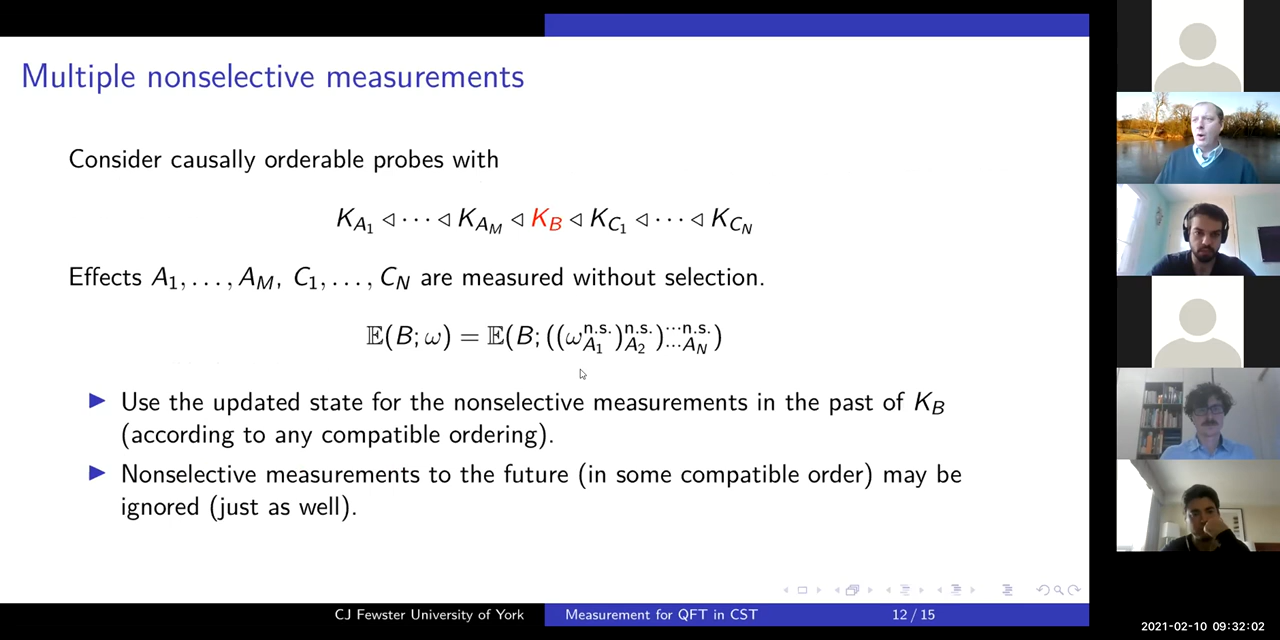 Multiple nonselective measurements
Consider causally orderable probes with
K_{A_1} ◁ ⋯ ◁ K_{A_M} ◁ K_B ◁ K_{C_1} ◁ ⋯ ◁ K_{C_N}
Effects A_1, …, A_M, C_1, …, C_N are measured without selection.
𝔼(B; ω) = 𝔼(B; ((ω^{n.s.}_{A_1})^{n.s.}_{A_2})^{⋯n.s.}_{⋯A_N})
▶ Use the updated state for the nonselective measurements in the past of K_B
(according to any compatible ordering).
▶ Nonselective measurements to the future (in some compatible order) may be
ignored (just as well).
CJ Fewster University of York
Measurement for QFT in CST
12 / 15
2021-02-10 09:32:02